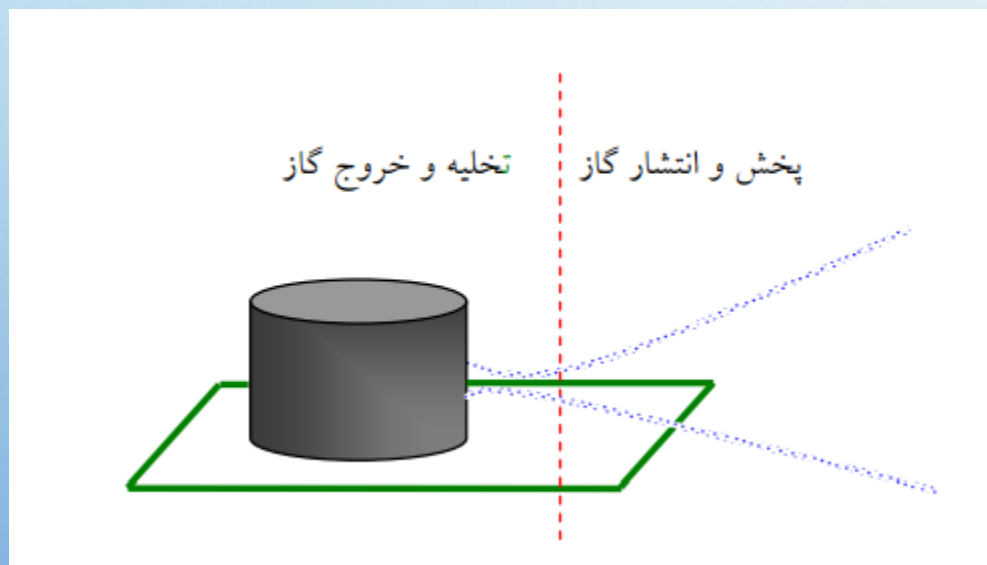 پخش و انتشار گاز
تخلیه و خروج گاز